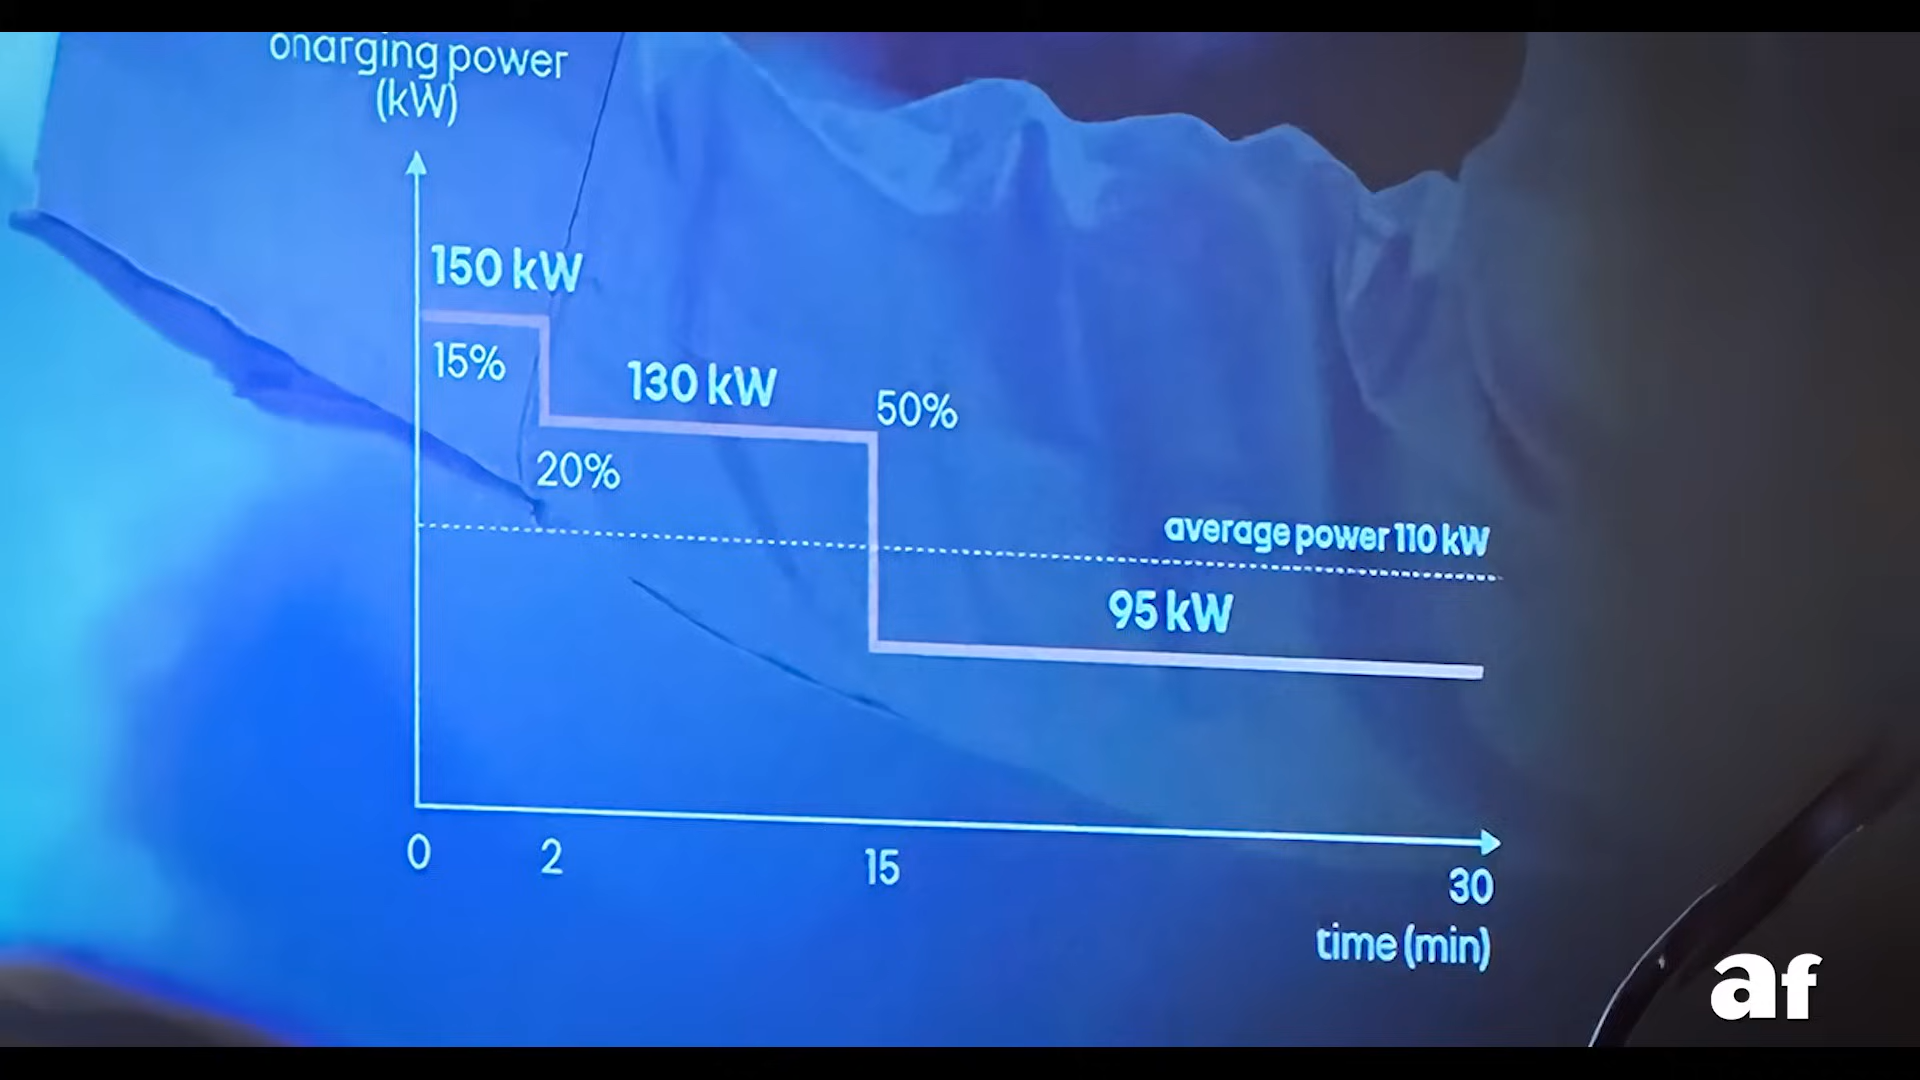 charging power
(kW)
150 kW
15%
130 kW
50%
20%
average power 110 kW
95 kW
0
2
15
30
time (min)
af